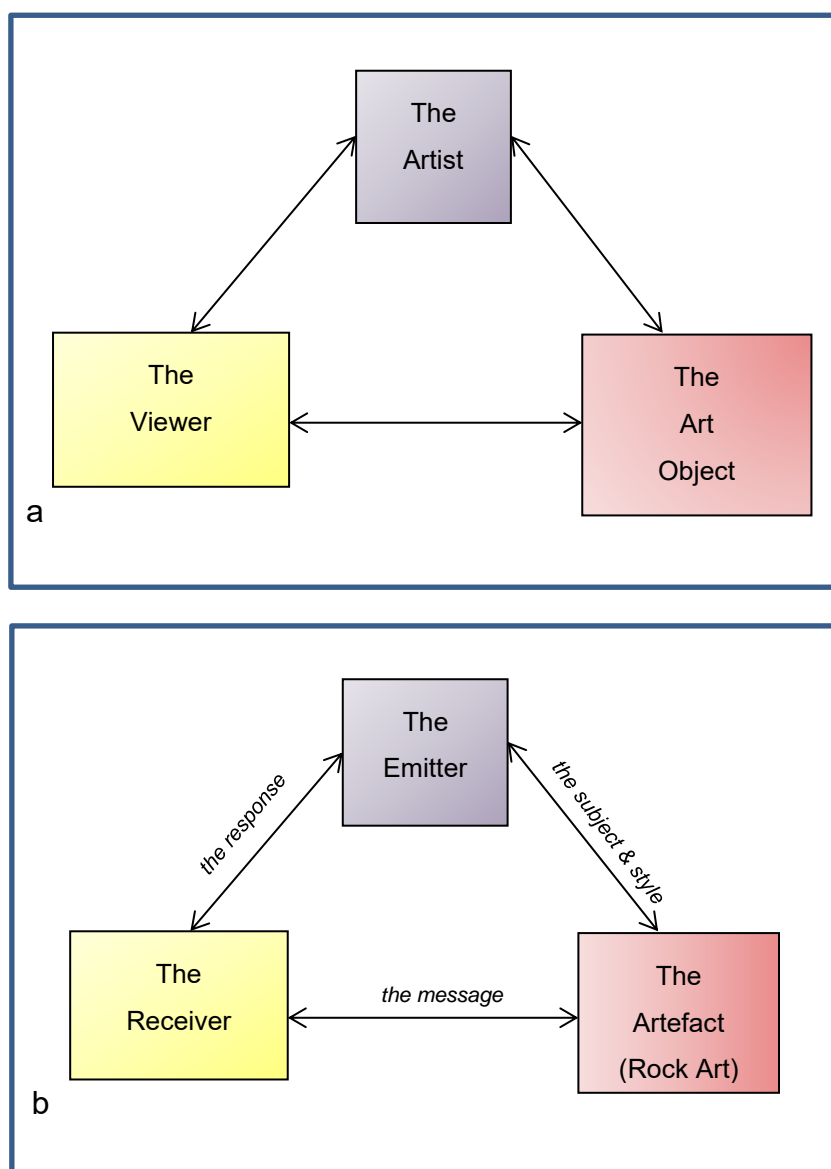 The
Artist
The
Viewer
The
Art
Object
a
The
Emitter
the response
the subject & style
The
Receiver
the message
The
Artefact
(Rock Art)
b